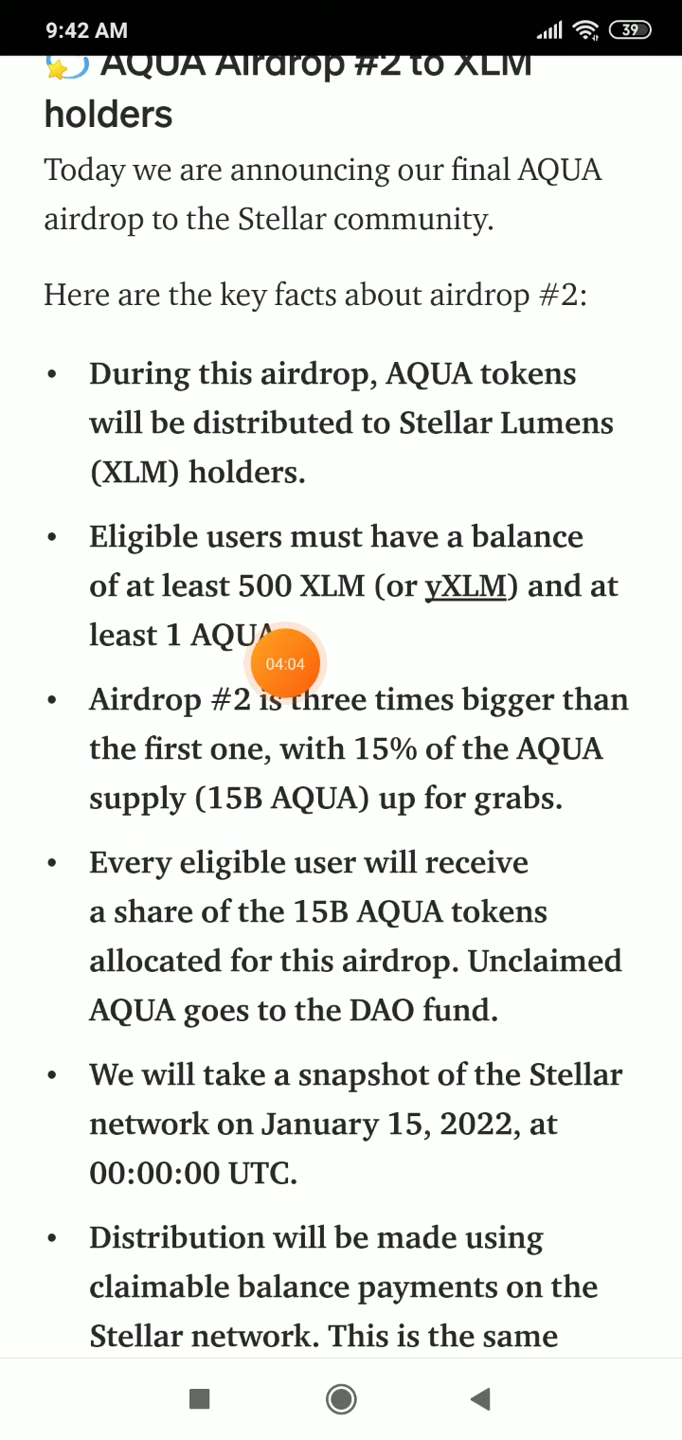 9:42 AM
39
AQUA Airdrop #2 to XLM
holders
Today we are announcing our final AQUA
airdrop to the Stellar community.
Here are the key facts about airdrop #2:
• During this airdrop, AQUA tokens
will be distributed to Stellar Lumens
(XLM) holders.
• Eligible users must have a balance
of at least 500 XLM (or yXLM) and at
least 1 AQUA
04:04
• Airdrop #2 is three times bigger than
the first one, with 15% of the AQUA
supply (15B AQUA) up for grabs.
• Every eligible user will receive
a share of the 15B AQUA tokens
allocated for this airdrop. Unclaimed
AQUA goes to the DAO fund.
• We will take a snapshot of the Stellar
network on January 15, 2022, at
00:00:00 UTC.
• Distribution will be made using
claimable balance payments on the
Stellar network. This is the same